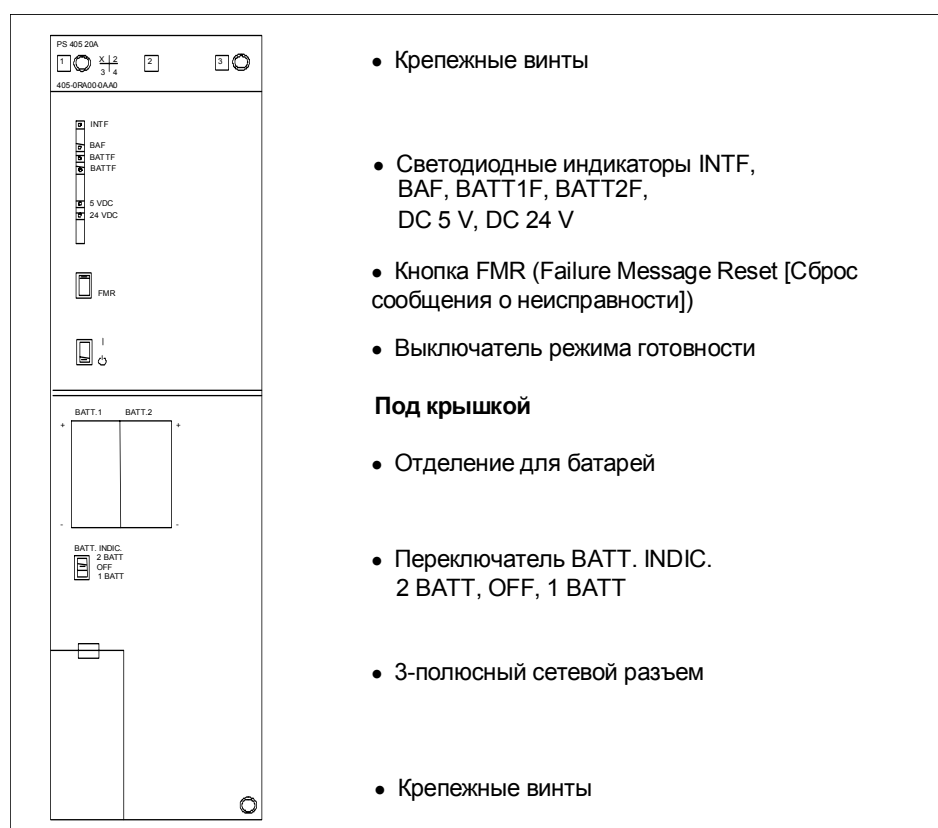 PS 405 20A
1 X 2 3 4 2 3
405-0RA00-0AA0
INTF
BAF
BATTF
BATTF
5 VDC
24 VDC
FMR
I
BATT.1 BATT.2
+ +
- -
BATT. INDIC.
2 BATT
OFF
1 BATT
• Крепежные винты
• Светодиодные индикаторы INTF,
BAF, BATT1F, BATT2F,
DC 5 V, DC 24 V
• Кнопка FMR (Failure Message Reset [Сброс
сообщения о неисправности])
• Выключатель режима готовности
Под крышкой
• Отделение для батарей
• Переключатель BATT. INDIC.
2 BATT, OFF, 1 BATT
• 3-полюсный сетевой разъем
• Крепежные винты